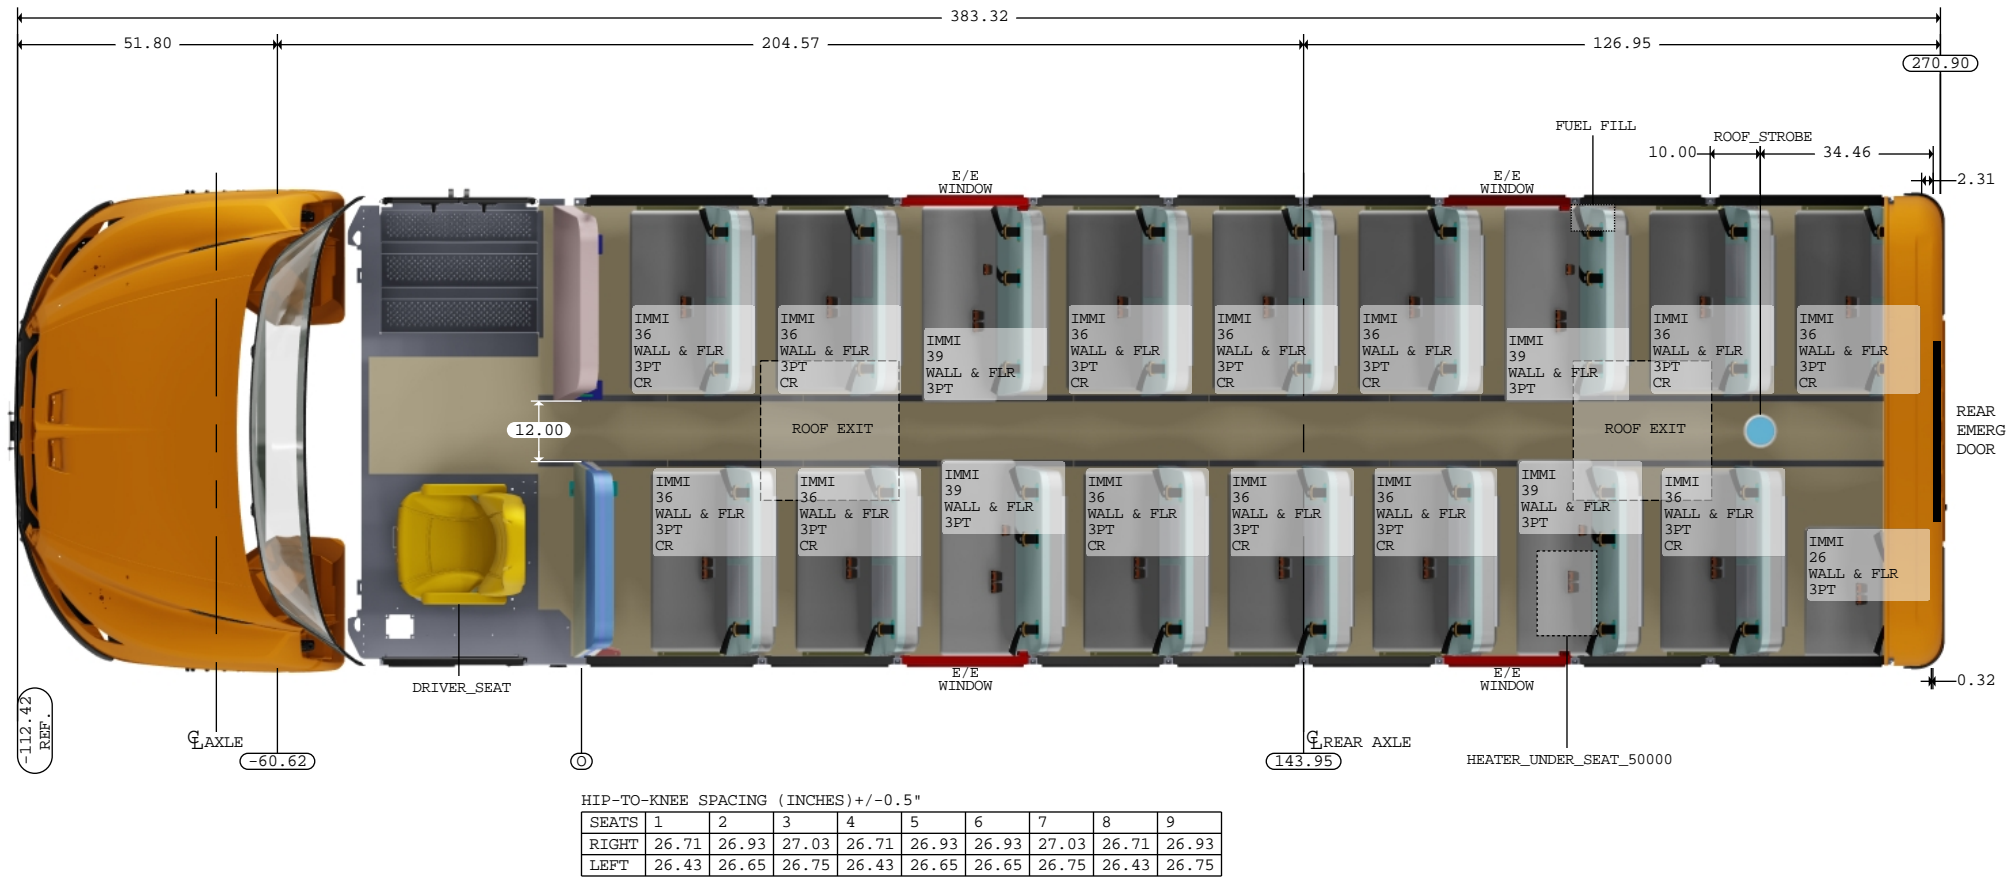 383.32
51.80
204.57
126.95
270.90
FUEL FILL
ROOF_STROBE
10.00
34.46
2.31
E/E
WINDOW
E/E
WINDOW
IMMI
36
WALL & FLR
3PT
CR
IMMI
36
WALL & FLR
3PT
CR
IMMI
39
WALL & FLR
3PT
IMMI
36
WALL & FLR
3PT
CR
IMMI
36
WALL & FLR
3PT
CR
IMMI
36
WALL & FLR
3PT
CR
IMMI
39
WALL & FLR
3PT
IMMI
36
WALL & FLR
3PT
CR
IMMI
36
WALL & FLR
3PT
CR
12.00
ROOF EXIT
ROOF EXIT
REAR
EMERG
DOOR
IMMI
36
WALL & FLR
3PT
CR
IMMI
36
WALL & FLR
3PT
CR
IMMI
39
WALL & FLR
3PT
IMMI
36
WALL & FLR
3PT
CR
IMMI
36
WALL & FLR
3PT
CR
IMMI
36
WALL & FLR
3PT
CR
IMMI
39
WALL & FLR
3PT
IMMI
36
WALL & FLR
3PT
CR
IMMI
26
WALL & FLR
3PT
E/E
WINDOW
E/E
WINDOW
0.32
DRIVER_SEAT
-112.42
REF.
℄ AXLE
-60.62
0
℄ REAR AXLE
143.95
HEATER_UNDER_SEAT_50000
HIP-TO-KNEE SPACING (INCHES)+/-0.5"
SEATS 1 2 3 4 5 6 7 8 9
RIGHT 26.71 26.93 27.03 26.71 26.93 26.93 27.03 26.71 26.93
LEFT 26.43 26.65 26.75 26.43 26.65 26.65 26.75 26.43 26.75